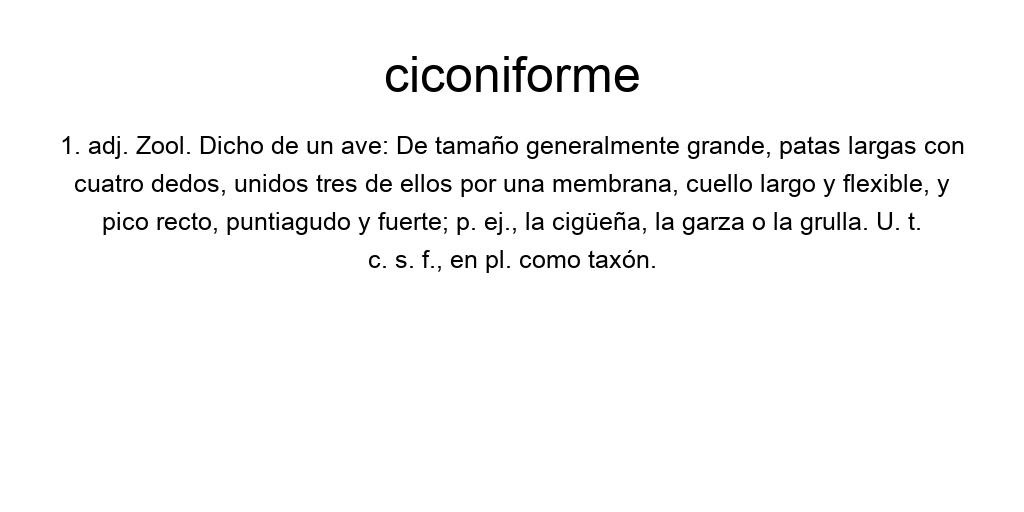 ciconiforme
1. adj. Zool. Dicho de un ave: De tamaño generalmente grande, patas largas con
cuatro dedos, unidos tres de ellos por una membrana, cuello largo y flexible, y
pico recto, puntiagudo y fuerte; p. ej., la cigüeña, la garza o la grulla. U. t.
c. s. f., en pl. como taxón.